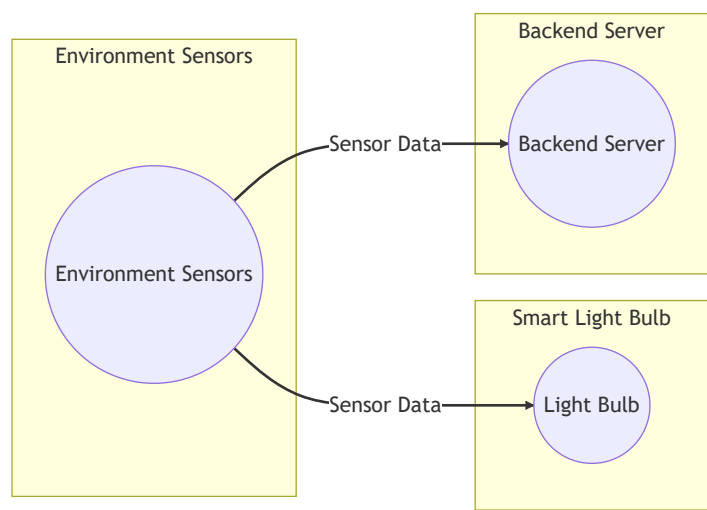 Environment Sensors
Environment Sensors
Sensor Data
Sensor Data
Backend Server
Backend Server
Smart Light Bulb
Light Bulb